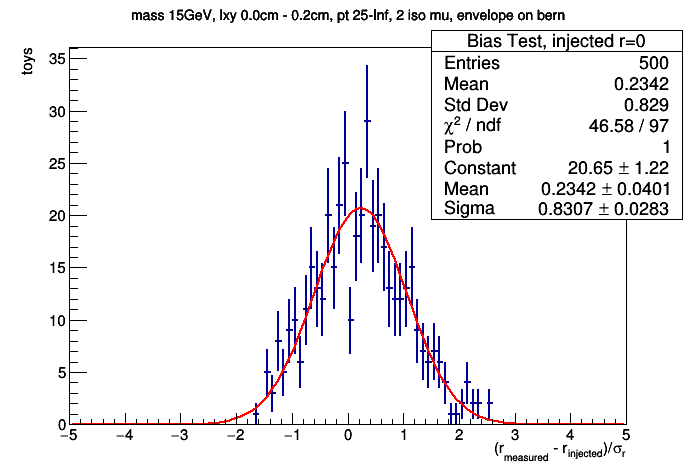 mass 15GeV, lxy 0.0cm - 0.2cm, pt 25-Inf, 2 iso mu, envelope on bern
toys
Bias Test, injected r=0
Entries 500
Mean 0.2342
Std Dev 0.829
χ² / ndf 46.58 / 97
Prob 1
Constant 20.65 ± 1.22
Mean 0.2342 ± 0.0401
Sigma 0.8307 ± 0.0283
35
30
25
20
15
10
5
0
−5 −4 −3 −2 −1 0 1 2 3 4 5
(r_measured - r_injected)/σ_r